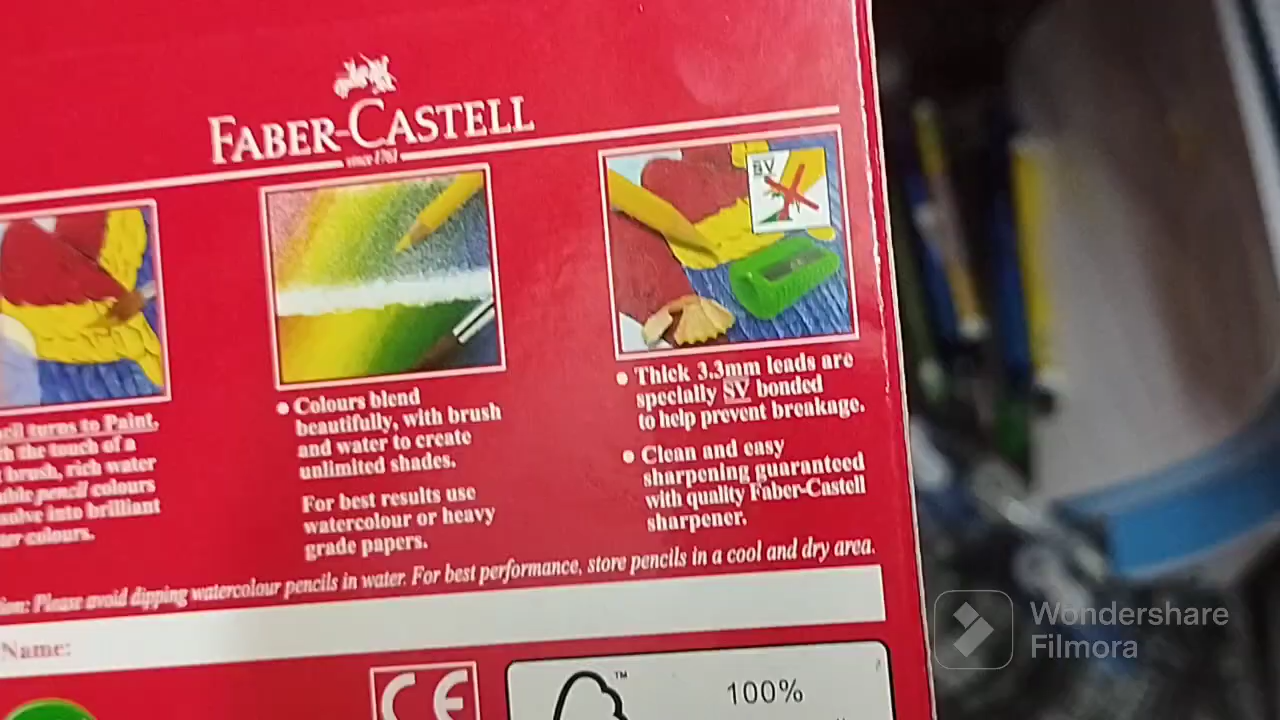 FABER-CASTELL
since 1761
SV
turns to Paint,
the touch of a
brush, rich water
pencil colours
into brilliant
colours.
• Colours blend
beautifully, with brush
and water to create
unlimited shades.
For best results use
watercolour or heavy
grade papers.
• Thick 3.3mm leads are
specially SV bonded
to help prevent breakage.
• Clean and easy
sharpening guaranteed
with quality Faber-Castell
sharpener.
Please avoid dipping watercolour pencils in water. For best performance, store pencils in a cool and dry area.
Name:
CE
TM
100%
Wondershare
Filmora